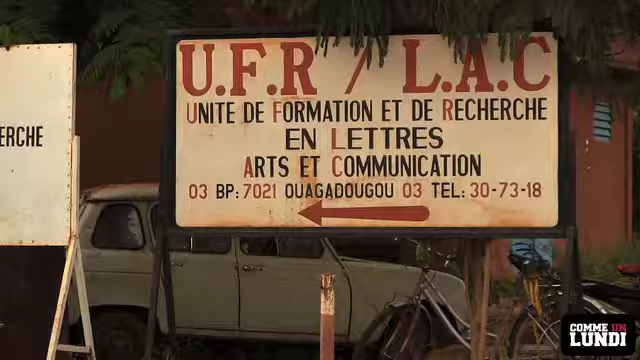 ERCHE
U.F.R / L.A.C
UNITE DE FORMATION ET DE RECHERCHE
EN LETTRES
ARTS ET COMMUNICATION
03 BP: 7021 OUAGADOUGOU 03 TEL: 30-73-18
COMME UN
LUNDI